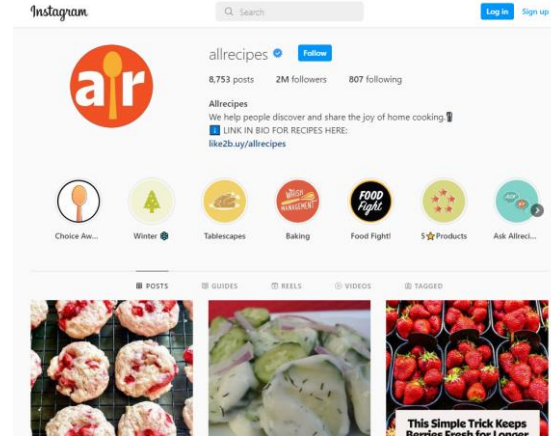 Instagram
Search
Log in Sign up
allrecipes Follow
8,753 posts 2M followers 807 following
Allrecipes
We help people discover and share the joy of home cooking.
LINK IN BIO FOR RECIPES HERE:
like2b.uy/allrecipes
ar
WHISK MANAGEMENT
FOOD Fight
Choice Aw... Winter Tablescapes Baking Food Fight! 5⭐Products Ask Allreci...
POSTS GUIDES REELS VIDEOS TAGGED
This Simple Trick Keeps
Berries Fresh for Longer